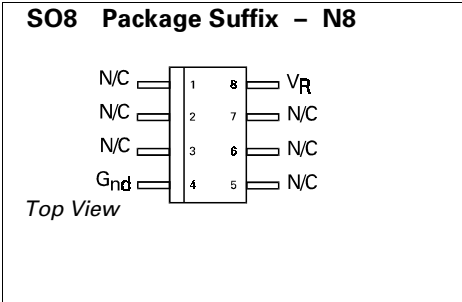 SO8 Package Suffix – N8
N/C 1 8 VR
N/C 2 7 N/C
N/C 3 6 N/C
Gnd 4 5 N/C
Top View